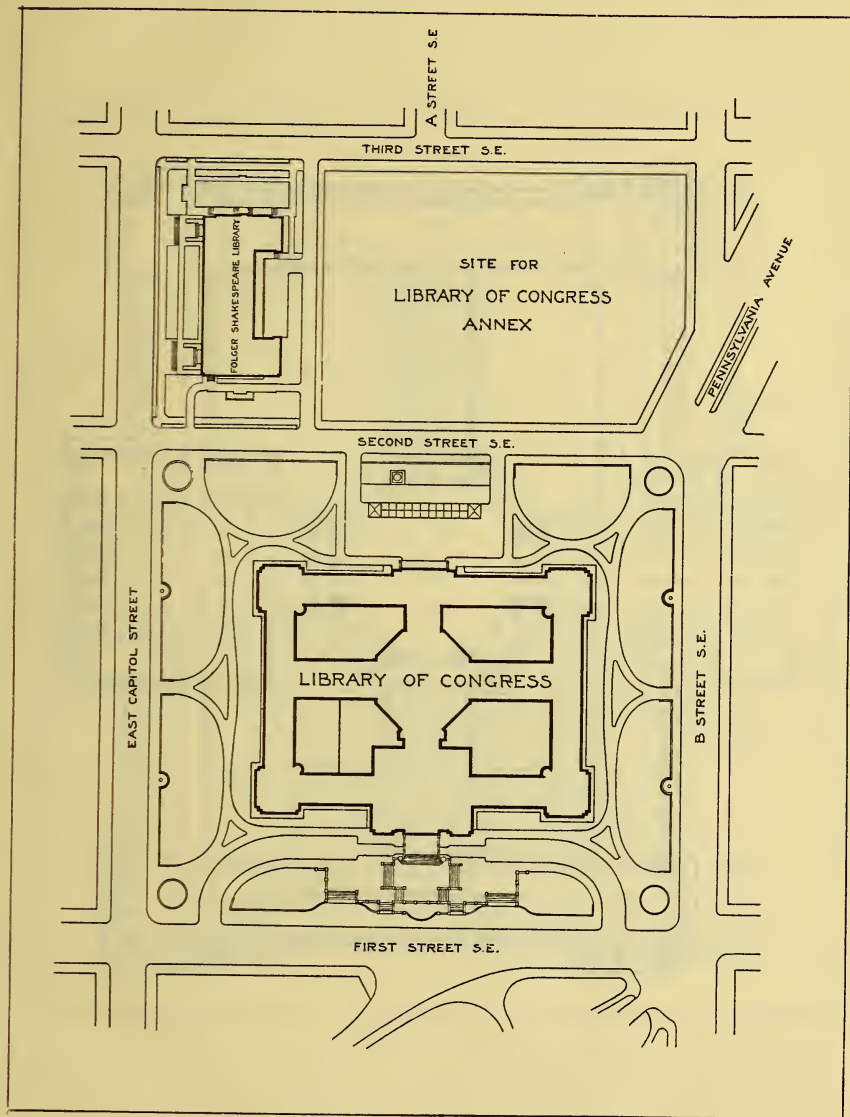 A STREET S.E
THIRD STREET S.E.
FOLGER SHAKESPEARE LIBRARY
SITE FOR
LIBRARY OF CONGRESS
ANNEX
PENNSYLVANIA AVENUE
SECOND STREET S.E.
EAST CAPITOL STREET
LIBRARY OF CONGRESS
B STREET S.E.
FIRST STREET S.E.